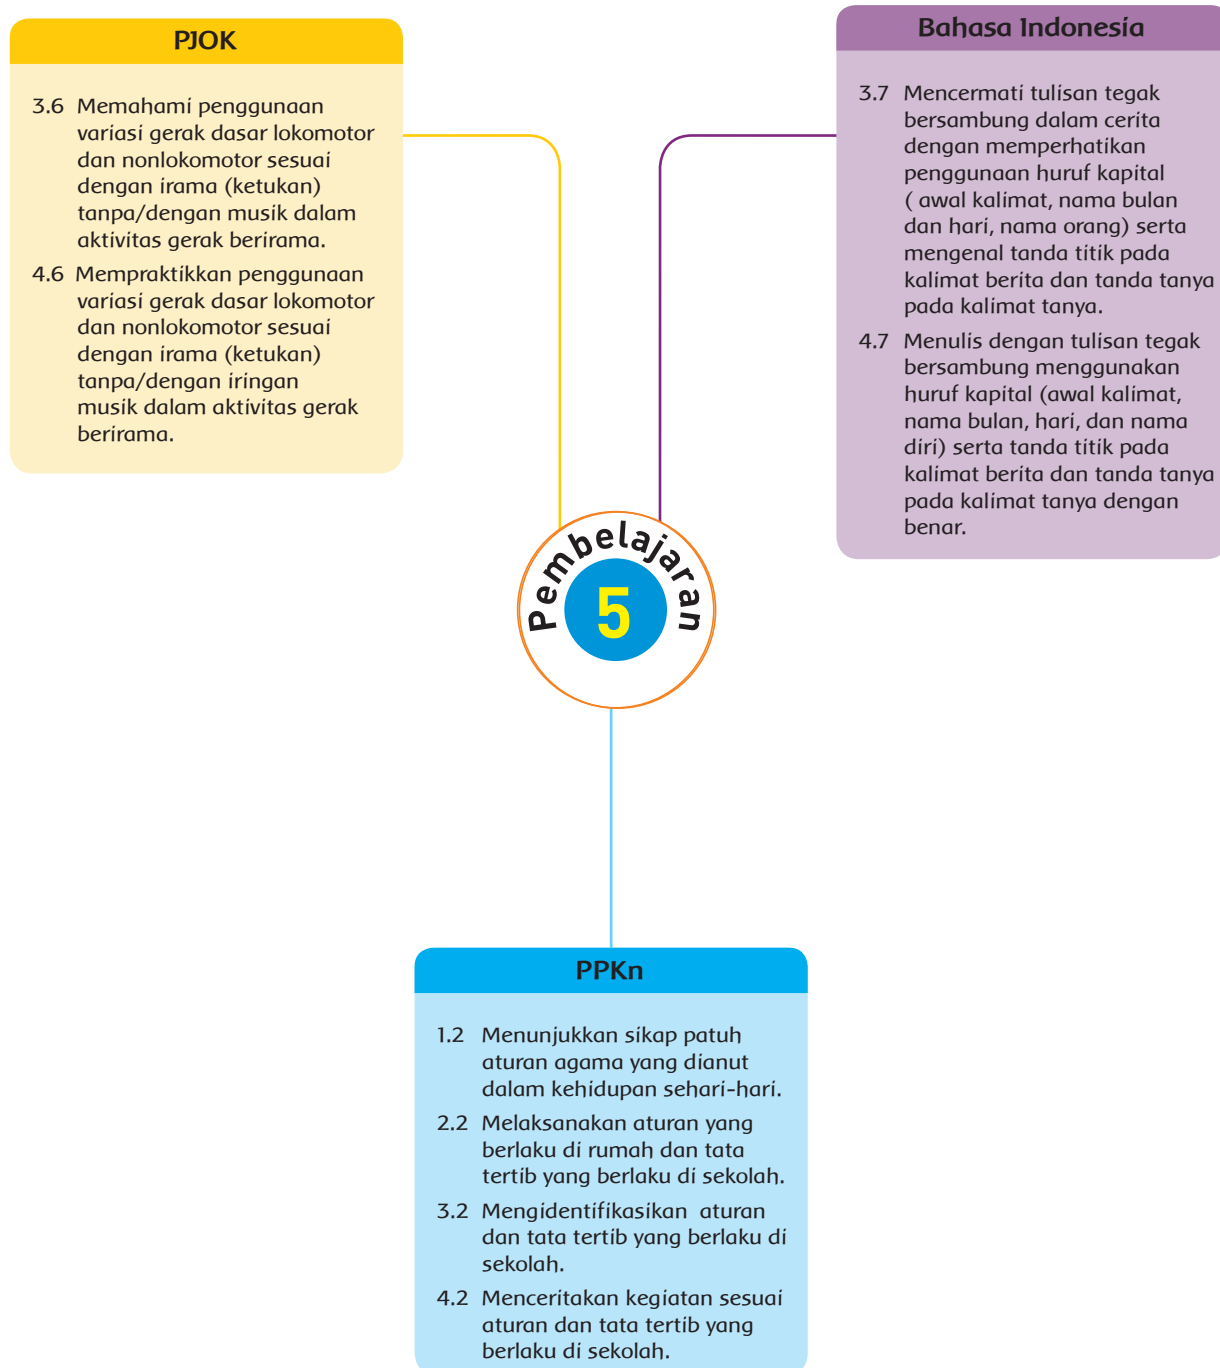 PJOK
3.6 Memahami penggunaan
variasi gerak dasar lokomotor
dan nonlokomotor sesuai
dengan irama (ketukan)
tanpa/dengan musik dalam
aktivitas gerak berirama.
4.6 Mempraktikkan penggunaan
variasi gerak dasar lokomotor
dan nonlokomotor sesuai
dengan irama (ketukan)
tanpa/dengan iringan
musik dalam aktivitas gerak
berirama.
Bahasa Indonesia
3.7 Mencermati tulisan tegak
bersambung dalam cerita
dengan memperhatikan
penggunaan huruf kapital
( awal kalimat, nama bulan
dan hari, nama orang) serta
mengenal tanda titik pada
kalimat berita dan tanda tanya
pada kalimat tanya.
4.7 Menulis dengan tulisan tegak
bersambung menggunakan
huruf kapital (awal kalimat,
nama bulan, hari, dan nama
diri) serta tanda titik pada
kalimat berita dan tanda tanya
pada kalimat tanya dengan
benar.
Pembelajaran
5
PPKn
1.2 Menunjukkan sikap patuh
aturan agama yang dianut
dalam kehidupan sehari-hari.
2.2 Melaksanakan aturan yang
berlaku di rumah dan tata
tertib yang berlaku di sekolah.
3.2 Mengidentifikasikan aturan
dan tata tertib yang berlaku di
sekolah.
4.2 Menceritakan kegiatan sesuai
aturan dan tata tertib yang
berlaku di sekolah.